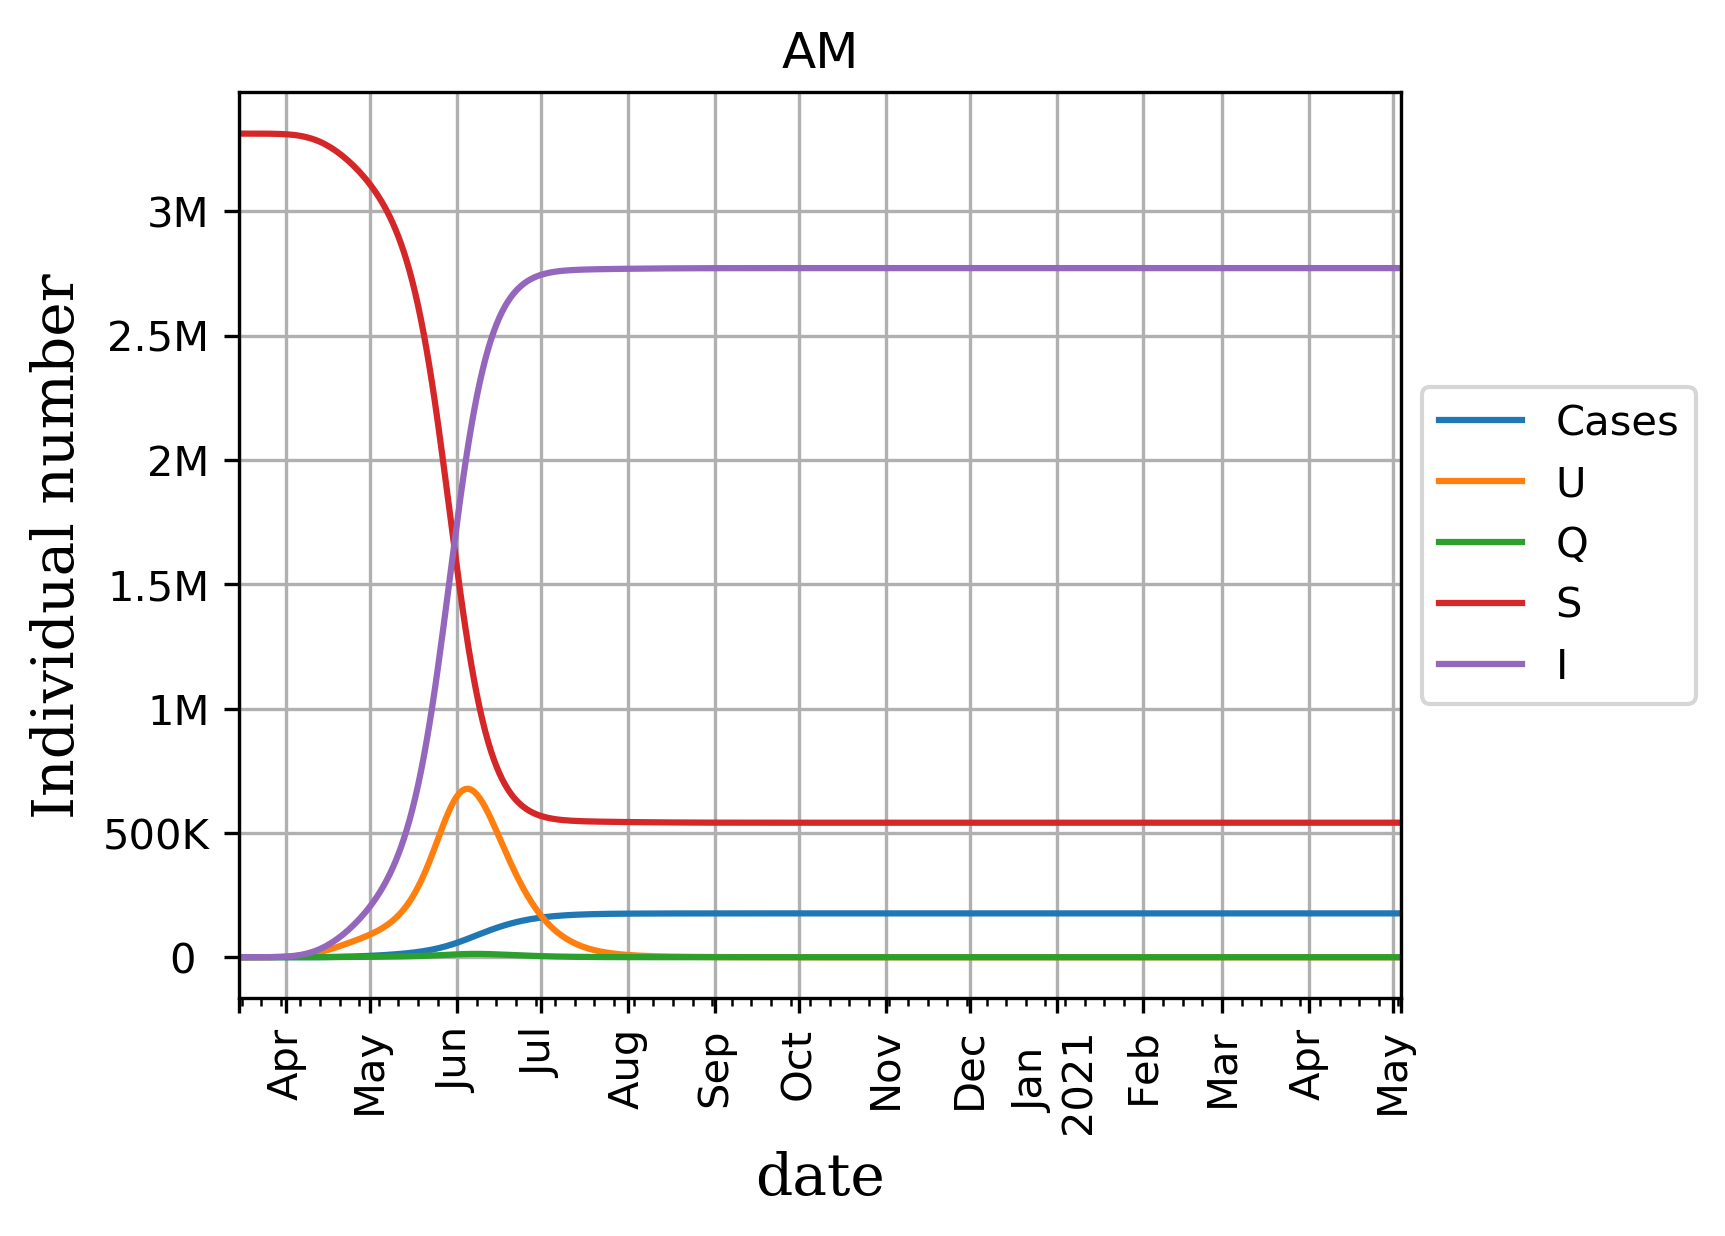 AM
Individual number
3M
2.5M
2M
1.5M
1M
500K
0
Apr
May
Jun
Jul
Aug
Sep
Oct
Nov
Dec
Jan
2021
Feb
Mar
Apr
May
date
Cases
U
Q
S
I